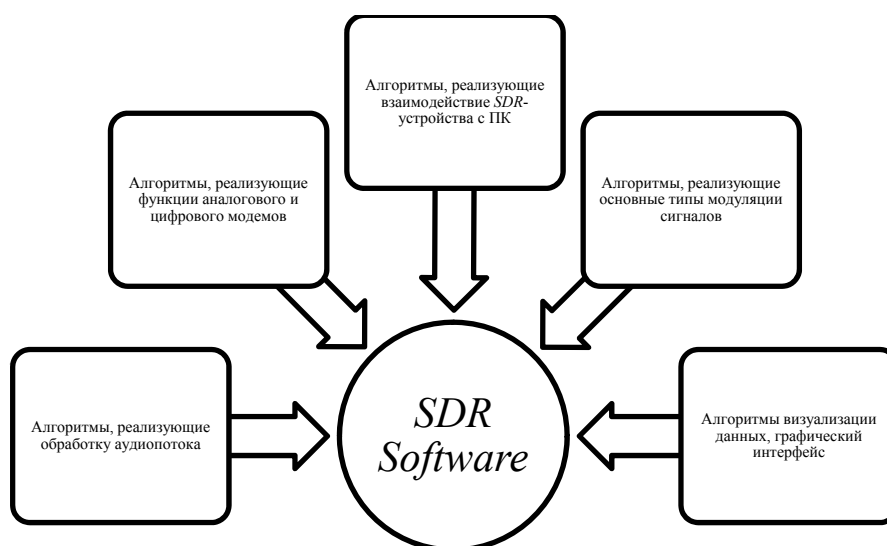 Алгоритмы, реализующие
взаимодействие SDR-
устройства с ПК
Алгоритмы, реализующие
функции аналогового и
цифрового модемов
Алгоритмы, реализующие
основные типы модуляции
сигналов
Алгоритмы, реализующие
обработку аудиопотока
SDR
Software
Алгоритмы визуализации
данных, графический
интерфейс